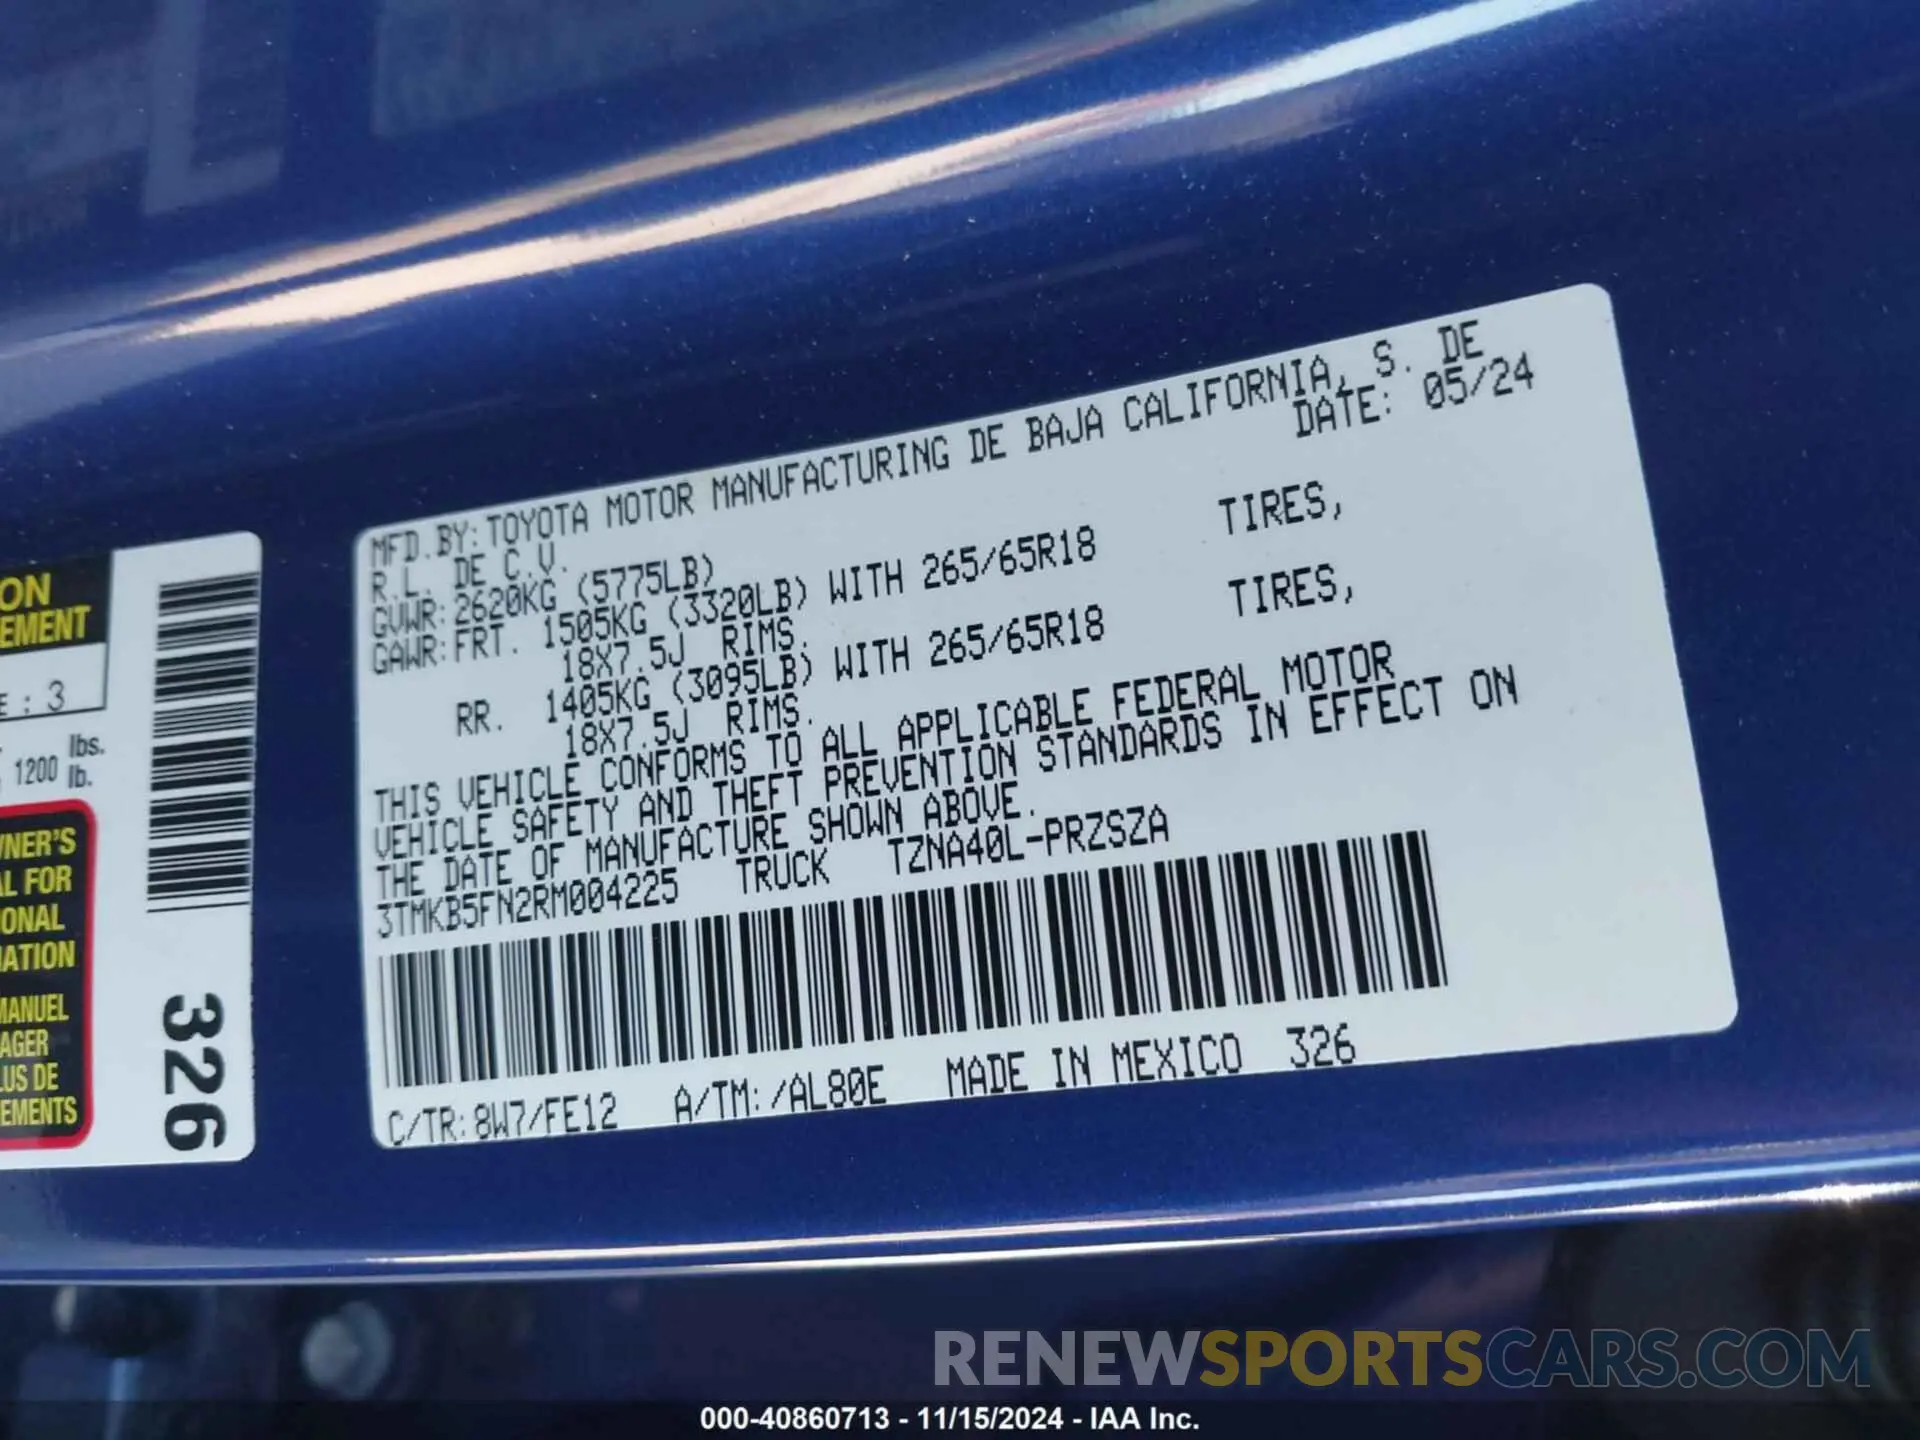 MFD.BY:TOYOTA MOTOR MANUFACTURING DE BAJA CALIFORNIA, S. DE
R.L. DE C.V. DATE: 05/24
GVWR:2620KG (5775LB)
GAWR:FRT. 1505KG (3320LB) WITH 265/65R18 TIRES,
18X7.5J RIMS.
RR. 1405KG (3095LB) WITH 265/65R18 TIRES,
18X7.5J RIMS.
THIS VEHICLE CONFORMS TO ALL APPLICABLE FEDERAL MOTOR
VEHICLE SAFETY AND THEFT PREVENTION STANDARDS IN EFFECT ON
THE DATE OF MANUFACTURE SHOWN ABOVE.
3TMKB5FN2RM004225 TRUCK TZNA40L-PRZSZA
C/TR:8W7/FE12 A/TM:/AL80E MADE IN MEXICO 326
ON
EMENT
E : 3
lbs.
1200 lb.
WNER'S
AL FOR
IONAL
ATION
MANUEL
AGER
LUS DE
EMENTS
326
RENEWSPORTSCARS.COM
000-40860713 - 11/15/2024 - IAA Inc.